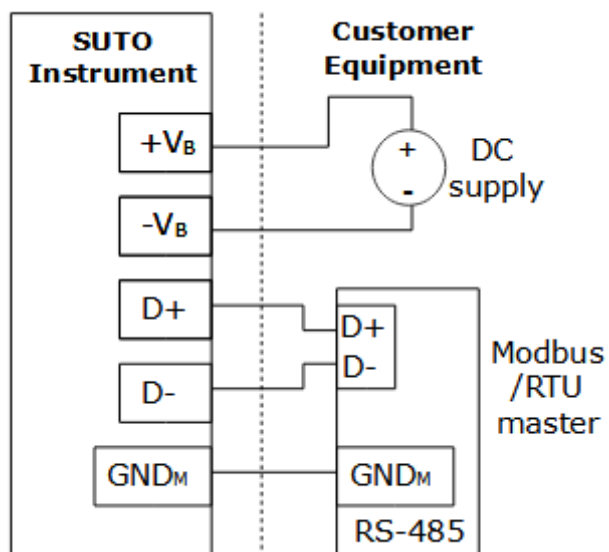 SUTO
Instrument
Customer
Equipment
+VB
-VB
D+
D-
GNDM
+
-
DC
supply
D+
D-
GNDM
RS-485
Modbus
/RTU
master